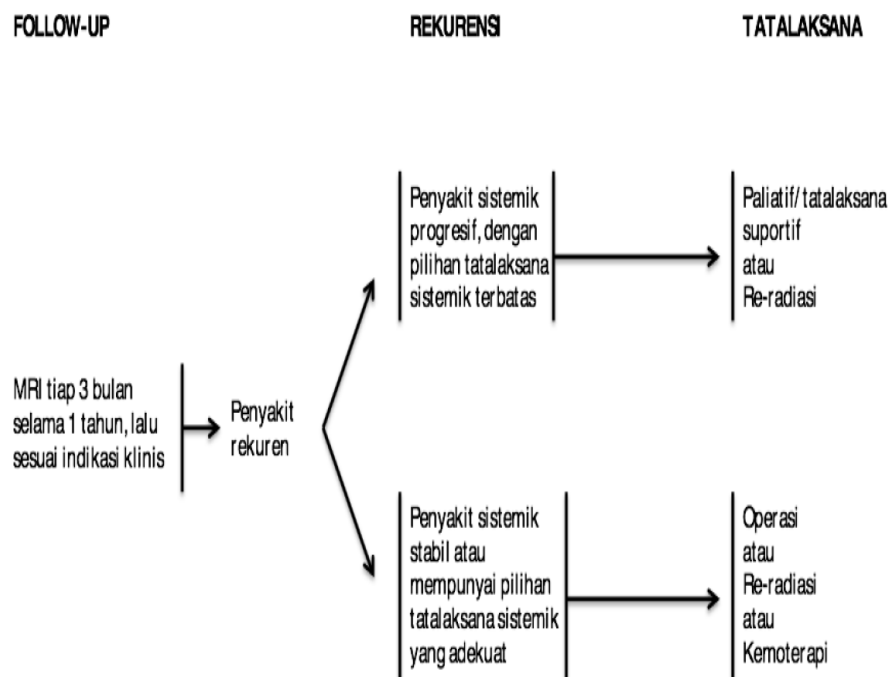 FOLLOW-UP
REKURENSI
TATALAKSANA
MRI tiap 3 bulan
selama 1 tahun, lalu
sesuai indikasi klinis
Penyakit
rekuren
Penyakit sistemik
progresif, dengan
pilihan tatalaksana
sistemik terbatas
Paliatif/ tatalaksana
suportif
atau
Re-radiasi
Penyakit sistemik
stabil atau
mempunyai pilihan
tatalaksana sistemik
yang adekuat
Operasi
atau
Re-radiasi
atau
Kemoterapi